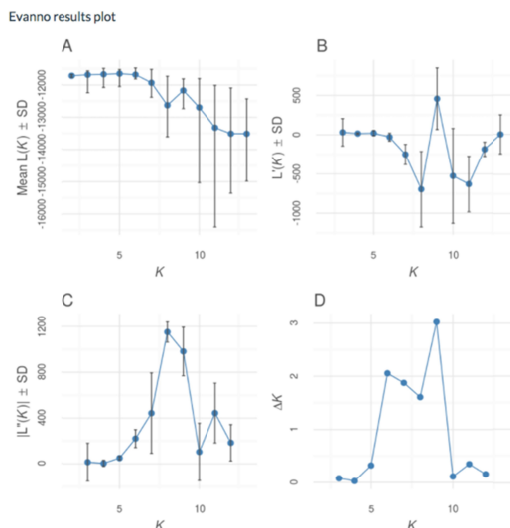 Evanno results plot
A
Mean L(K) ± SD
-12000
-13000
-14000
-15000
-16000
5
10
K
B
L'(K) ± SD
500
0
-500
-1000
5
10
K
C
|L"(K)| ± SD
1200
800
400
0
5
10
K
D
ΔK
3
2
1
0
5
10
K